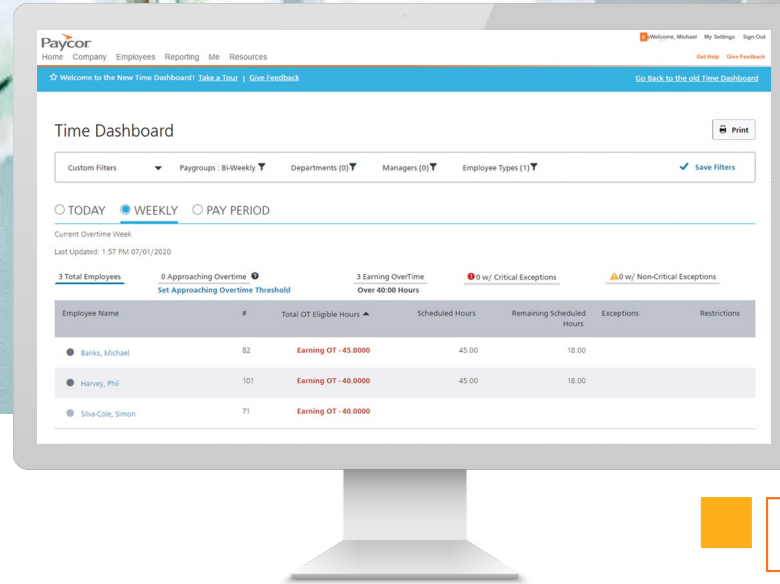 Paycor
Welcome, Michael My Settings Sign Out
Home Company Employees Reporting Me Resources
Get Help Give Feedback
Welcome to the New Time Dashboard! Take a Tour | Give Feedback
Go Back to the old Time Dashboard
Time Dashboard
Print
Custom Filters Paygroups : Bi-Weekly Departments (0) Managers (0) Employee Types (1) Save Filters
TODAY WEEKLY PAY PERIOD
Current Overtime Week
Last Updated: 1:57 PM 07/01/2020
3 Total Employees 0 Approaching Overtime 3 Earning OverTime 0 w/ Critical Exceptions 0 w/ Non-Critical Exceptions
Set Approaching Overtime Threshold Over 40:00 Hours
Employee Name # Total OT Eligible Hours Scheduled Hours Remaining Scheduled Exceptions Restrictions
Hours
Banks, Michael 82 Earning OT - 45.0000 45.00 18.00
Harvey, Phil 101 Earning OT - 40.0000 45.00 18.00
Silva-Cole, Simon 71 Earning OT - 40.0000